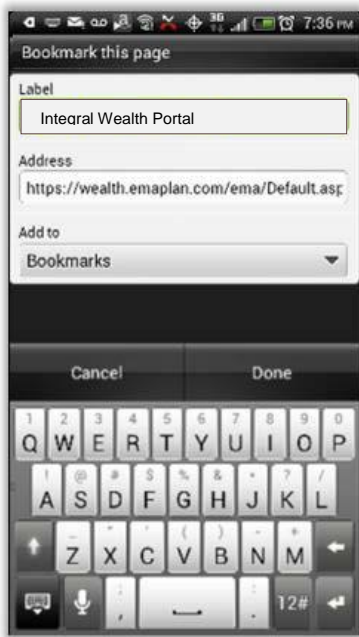 3G 7:36 PM
Bookmark this page
Label
Integral Wealth Portal
Address
https://wealth.emaplan.com/ema/Default.asp
Add to
Bookmarks
Cancel Done
1 2 3 4 5 6 7 8 9 0
Q W E R T Y U I O P
! @ # $ % & * ? /
A S D F G H J K L
_ ' " ( ) - +
Z X C V B N M
, . 12#